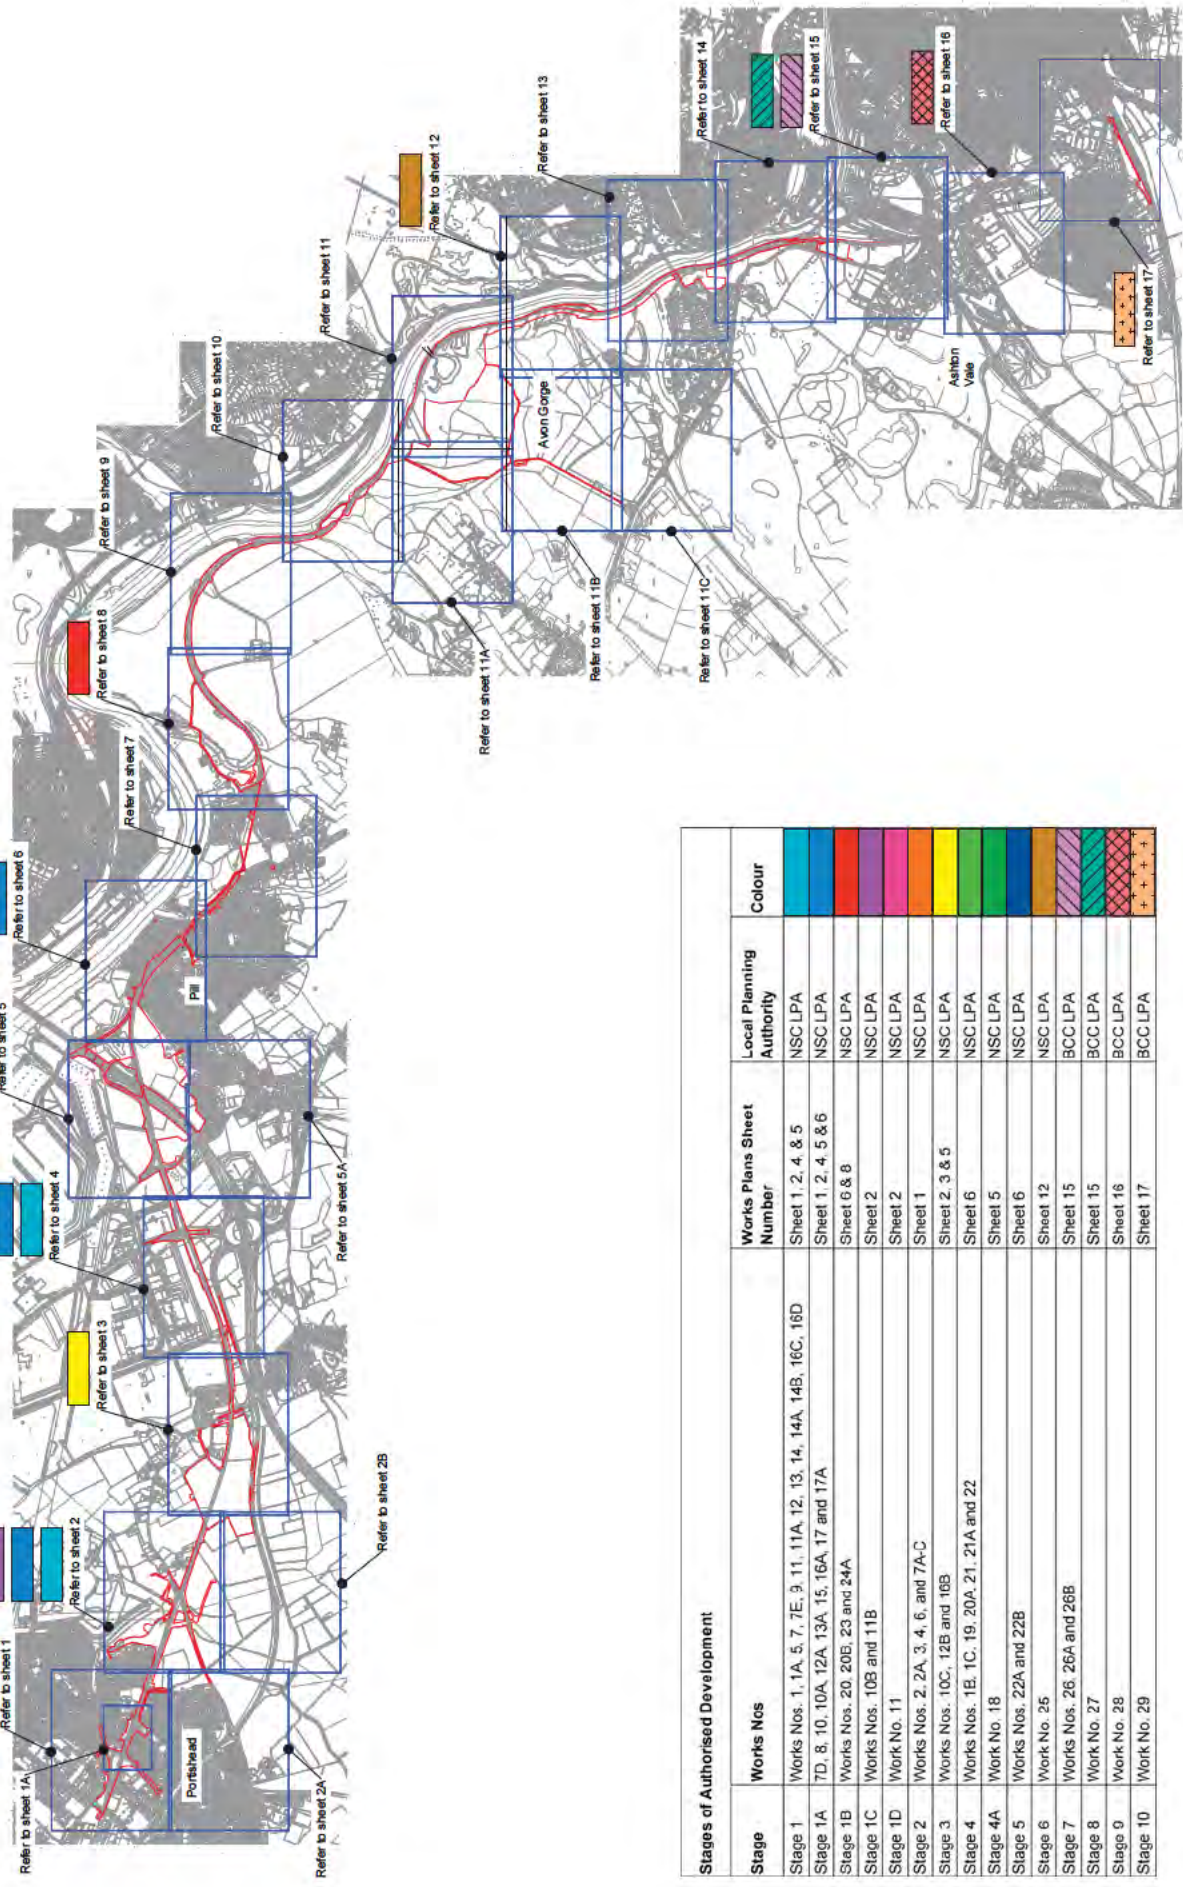 Refer to sheet 1
Refer to sheet 1A
Portishead
Refer to sheet 2A
Refer to sheet 2
Refer to sheet 2B
Refer to sheet 3
Refer to sheet 4
Refer to sheet 5
Refer to sheet 5A
Refer to sheet 6
Pill
Refer to sheet 7
Refer to sheet 8
Refer to sheet 9
Refer to sheet 10
Refer to sheet 11
Refer to sheet 11A
Refer to sheet 11B
Refer to sheet 11C
Avon Gorge
Refer to sheet 12
Refer to sheet 13
Refer to sheet 14
Refer to sheet 15
Refer to sheet 16
Ashton
Vale
Refer to sheet 17
Stages of Authorised Development
Stage Works Nos Works Plans Sheet Number Local Planning Authority Colour
Stage 1 Works Nos. 1, 1A, 5, 7, 7E, 9, 11, 11A, 12, 13, 14, 14A, 14B, 16C, 16D Sheet 1, 2, 4, & 5 NSC LPA
Stage 1A 7D, 8, 10, 10A, 12A, 13A, 15, 16A, 17 and 17A Sheet 1, 2, 4, 5 & 6 NSC LPA
Stage 1B Works Nos. 20, 20B, 23 and 24A Sheet 6 & 8 NSC LPA
Stage 1C Works Nos. 10B and 11B Sheet 2 NSC LPA
Stage 1D Work No. 11 Sheet 2 NSC LPA
Stage 2 Works Nos. 2, 2A, 3, 4, 6, and 7A-C Sheet 1 NSC LPA
Stage 3 Works Nos. 10C, 12B and 16B Sheet 2, 3 & 5 NSC LPA
Stage 4 Works Nos. 1B, 1C, 19, 20A, 21, 21A and 22 Sheet 6 NSC LPA
Stage 4A Work No. 18 Sheet 5 NSC LPA
Stage 5 Works Nos. 22A and 22B Sheet 6 NSC LPA
Stage 6 Work No. 25 Sheet 12 NSC LPA
Stage 7 Works Nos. 26, 26A and 26B Sheet 15 BCC LPA
Stage 8 Work No. 27 Sheet 15 BCC LPA
Stage 9 Work No. 28 Sheet 16 BCC LPA
Stage 10 Work No. 29 Sheet 17 BCC LPA